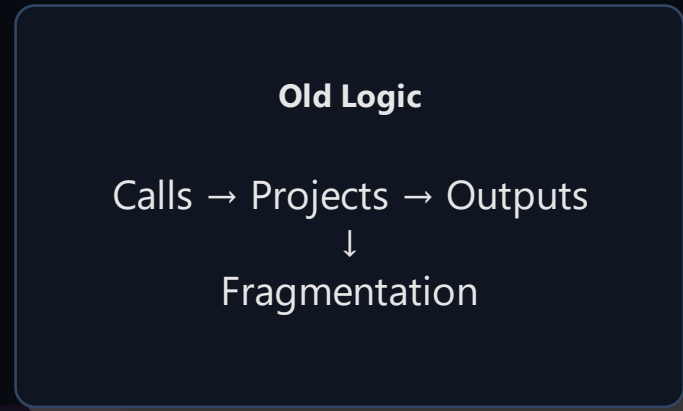 Old Logic
Calls → Projects → Outputs
↓
Fragmentation